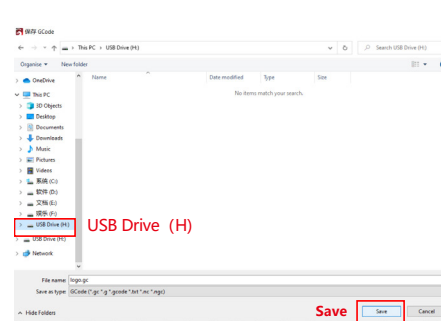 保存 GCode
This PC › USB Drive (H:)
Search USB Drive (H:)
Organize
New folder
Name
Date modified
Type
Size
No items match your search.
OneDrive
This PC
3D Objects
Desktop
Documents
Downloads
Music
Pictures
Videos
系统 (C:)
软件 (D:)
文档 (E:)
娱乐 (F:)
USB Drive (H:)
USB Drive (H)
USB Drive (H:)
Network
File name: logo.gc
Save as type: GCode (*.gc *.g *.gcode *.txt *.nc *.ngc)
Hide Folders
Save
Save
Cancel